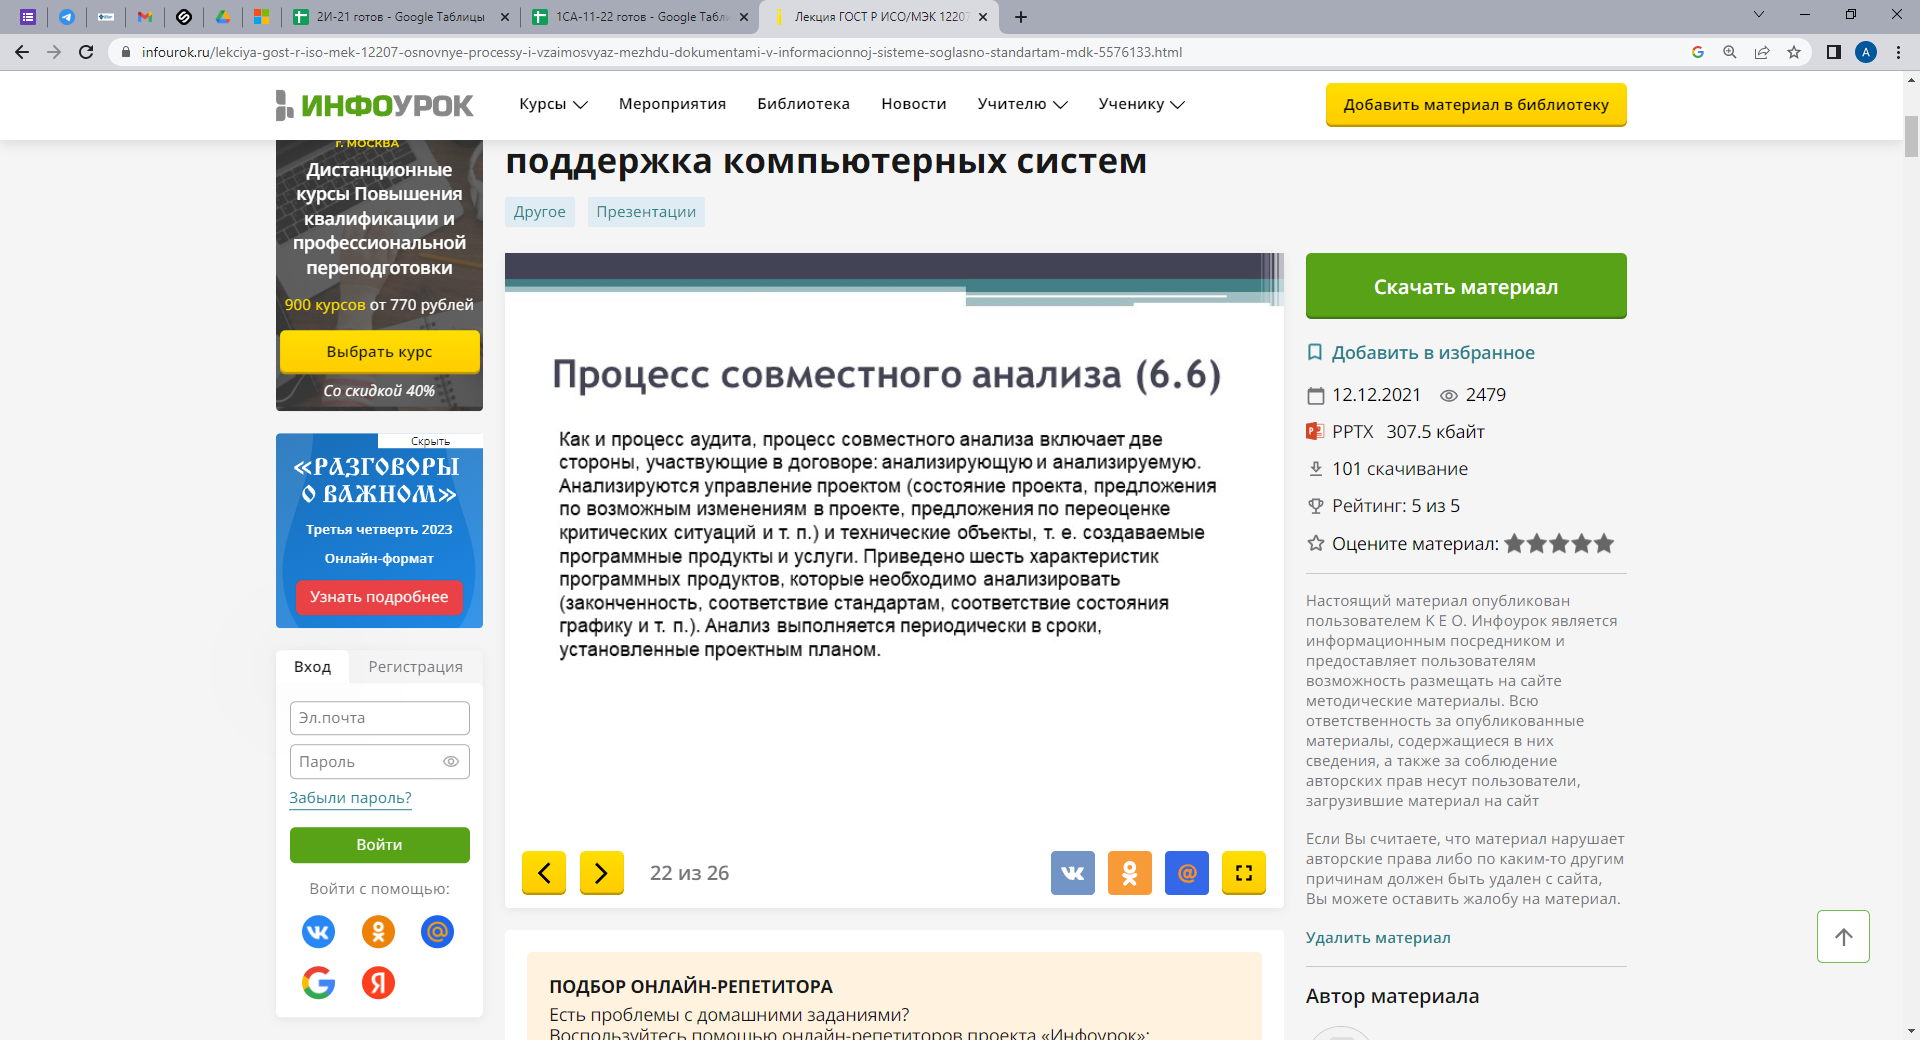 2И-21 готов - Google Таблицы
1СА-11-22 готов - Google Табли
Лекция ГОСТ Р ИСО/МЭК 12207
infourok.ru/lekciya-gost-r-iso-mek-12207-osnovnye-processy-i-vzaimosvyaz-mezhdu-dokumentami-v-informacionnoj-sisteme-soglasno-standartam-mdk-5576133.html
A
ИНФОУРОК
Курсы
Мероприятия
Библиотека
Новости
Учителю
Ученику
Добавить материал в библиотеку
г. МОСКВА
Дистанционные
курсы Повышения
квалификации и
профессиональной
переподготовки
900 курсов от 770 рублей
Выбрать курс
Со скидкой 40%
Скрыть
«РАЗГОВОРЫ
О ВАЖНОМ»
Третья четверть 2023
Онлайн-формат
Узнать подробнее
Вход
Регистрация
Эл.почта
Пароль
Забыли пароль?
Войти
Войти с помощью:
поддержка компьютерных систем
Другое
Презентации
Процесс совместного анализа (6.6)
Как и процесс аудита, процесс совместного анализа включает две
стороны, участвующие в договоре: анализирующую и анализируемую.
Анализируются управление проектом (состояние проекта, предложения
по возможным изменениям в проекте, предложения по переоценке
критических ситуаций и т. п.) и технические объекты, т. е. создаваемые
программные продукты и услуги. Приведено шесть характеристик
программных продуктов, которые необходимо анализировать
(законченность, соответствие стандартам, соответствие состояния
графику и т. п.). Анализ выполняется периодически в сроки,
установленные проектным планом.
22 из 26
ПОДБОР ОНЛАЙН-РЕПЕТИТОРА
Есть проблемы с домашними заданиями?
Воспользуйтесь помощью онлайн-репетиторов проекта «Инфоурок»:
Скачать материал
Добавить в избранное
12.12.2021
2479
PPTX
307.5 кбайт
101 скачивание
Рейтинг: 5 из 5
Оцените материал:
Настоящий материал опубликован
пользователем К Е О. Инфоурок является
информационным посредником и
предоставляет пользователям
возможность размещать на сайте
методические материалы. Всю
ответственность за опубликованные
материалы, содержащиеся в них
сведения, а также за соблюдение
авторских прав несут пользователи,
загрузившие материал на сайт
Если Вы считаете, что материал нарушает
авторские права либо по каким-то другим
причинам должен быть удален с сайта,
Вы можете оставить жалобу на материал.
Удалить материал
Автор материала